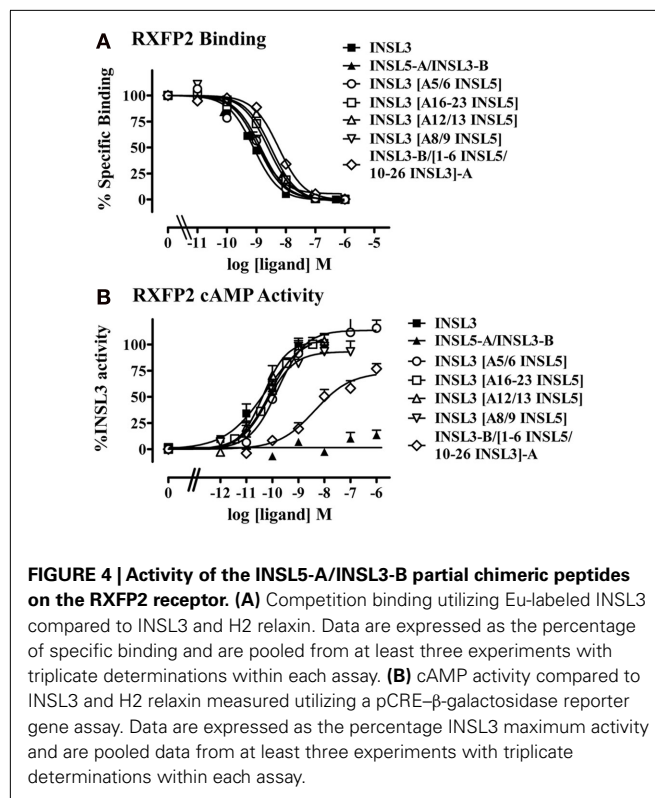 A RXFP2 Binding
% Specific Binding
125
100
75
50
25
0
0 -11 -10 -9 -8 -7 -6 -5
log [ligand] M
INSL3
INSL5-A/INSL3-B
INSL3 [A5/6 INSL5]
INSL3 [A16-23 INSL5]
INSL3 [A12/13 INSL5]
INSL3 [A8/9 INSL5]
INSL3-B/[1-6 INSL5/
10-26 INSL3]-A
B RXFP2 cAMP Activity
%INSL3 activity
100
75
50
25
0
0 -12 -11 -10 -9 -8 -7 -6
log [ligand] M
INSL3
INSL5-A/INSL3-B
INSL3 [A5/6 INSL5]
INSL3 [A16-23 INSL5]
INSL3 [A12/13 INSL5]
INSL3 [A8/9 INSL5]
INSL3-B/[1-6 INSL5/
10-26 INSL3]-A
FIGURE 4 | Activity of the INSL5-A/INSL3-B partial chimeric peptides
on the RXFP2 receptor. (A) Competition binding utilizing Eu-labeled INSL3
compared to INSL3 and H2 relaxin. Data are expressed as the percentage
of specific binding and are pooled from at least three experiments with
triplicate determinations within each assay. (B) cAMP activity compared to
INSL3 and H2 relaxin measured utilizing a pCRE–β-galactosidase reporter
gene assay. Data are expressed as the percentage INSL3 maximum activity
and are pooled data from at least three experiments with triplicate
determinations within each assay.